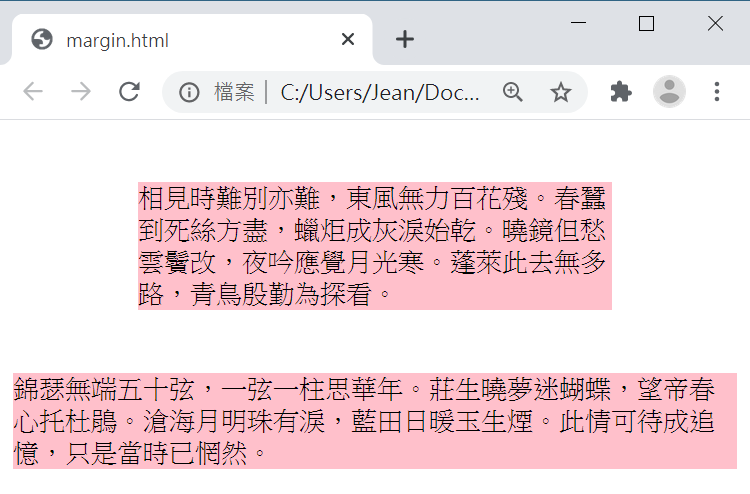 margin.html
檔案 C:/Users/Jean/Doc...
相見時難別亦難，東風無力百花殘。春蠶
到死絲方盡，蠟炬成灰淚始乾。曉鏡但愁
雲鬢改，夜吟應覺月光寒。蓬萊此去無多
路，青鳥殷勤為探看。
錦瑟無端五十弦，一弦一柱思華年。莊生曉夢迷蝴蝶，望帝春
心托杜鵑。滄海月明珠有淚，藍田日暖玉生煙。此情可待成追
憶，只是當時已惘然。